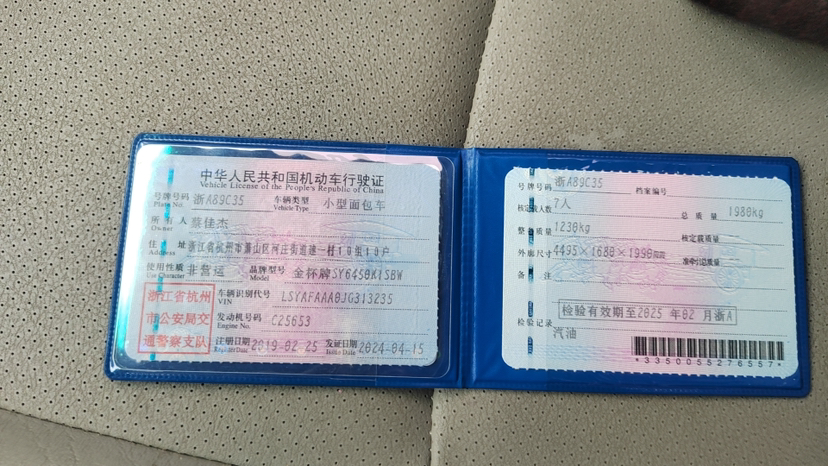 中华人民共和国机动车行驶证
Vehicle License of the People's Republic of China
号牌号码 浙A89C35 车辆类型 小型面包车
Plate No. Vehicle Type
所有人 蔡佳杰
Owner
住址 浙江省杭州市萧山区河庄街道建一村10组10户
Address
使用性质 非营运 品牌型号 金杯牌SY6450K1SBW
Use Character Model
浙江省杭州
市公安局交
通警察支队
车辆识别代号 LSYAFAAA0JG313235
VIN
发动机号码 C25653
Engine No.
注册日期 2019-02-25 发证日期 2024-04-15
Register Date Issue Date
号牌号码 浙A89C35 档案编号
核定载人数 7人 总质量 1980kg
整备质量 1230kg 核定载质量
外廓尺寸 4495×1680×1990mm 准牵引总质量
备注
检验有效期至2025年02月浙A
检验记录
汽油
*3350055276557*